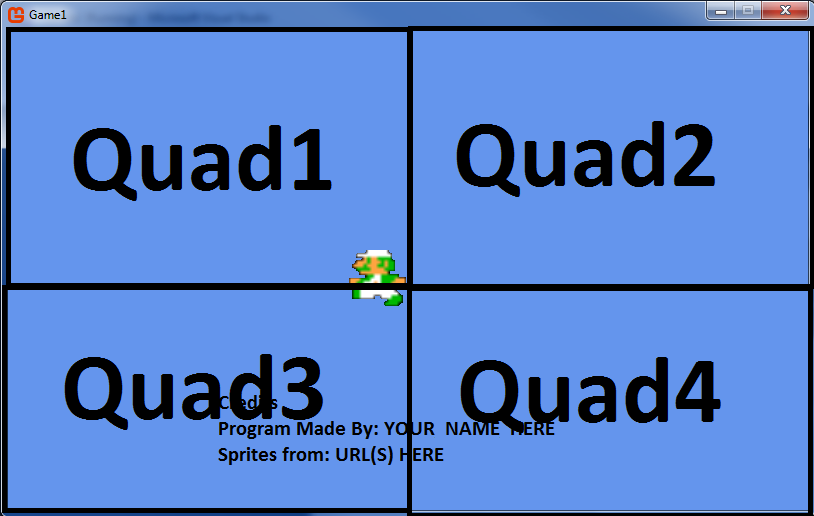 Game1
Quad1
Quad2
Quad3
Quad4
Credits
Program Made By: YOUR NAME HERE
Sprites from: URL(S) HERE